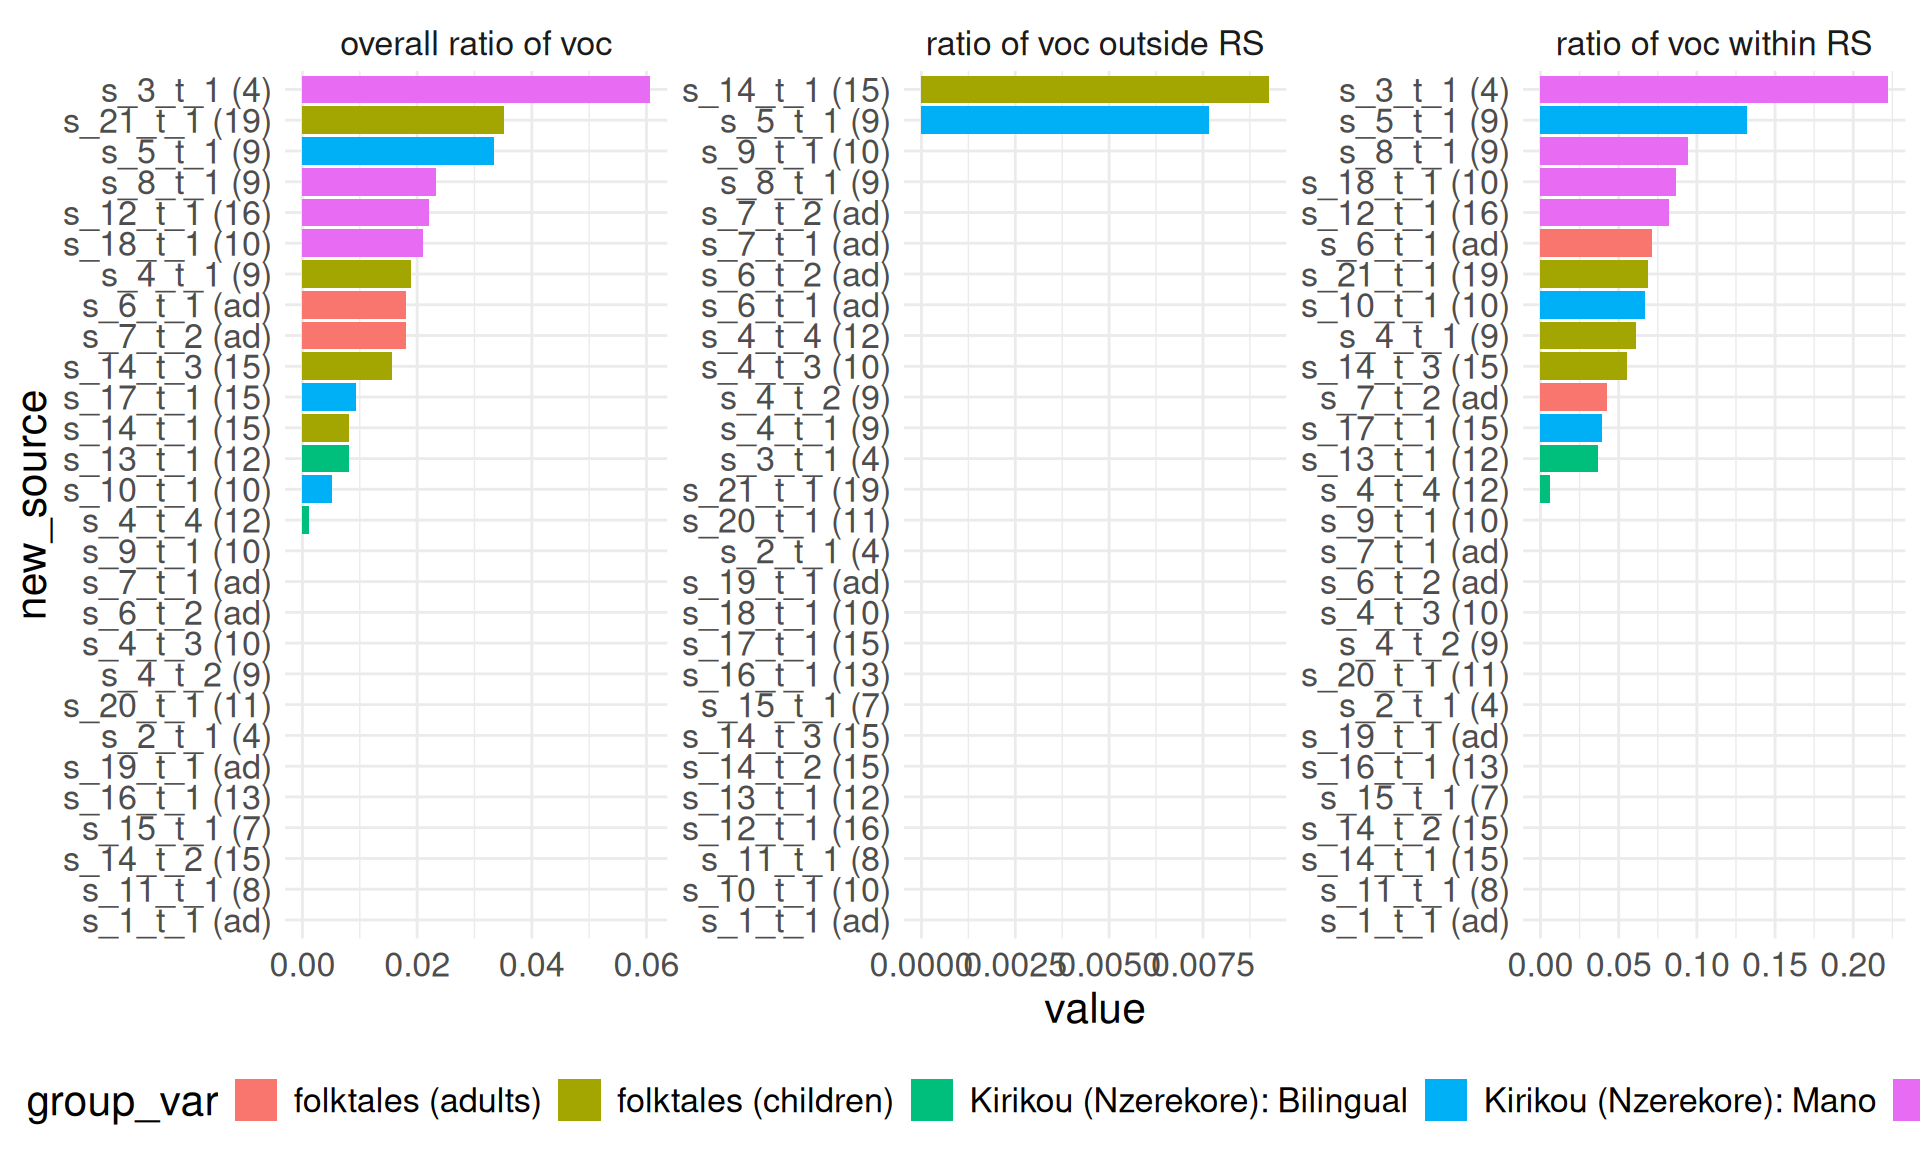 overall ratio of voc
s_3_t_1 (4)
s_21_t_1 (19)
s_5_t_1 (9)
s_8_t_1 (9)
s_12_t_1 (16)
s_18_t_1 (10)
s_4_t_1 (9)
s_6_t_1 (ad)
s_7_t_2 (ad)
s_14_t_3 (15)
s_17_t_1 (15)
s_14_t_1 (15)
s_13_t_1 (12)
s_10_t_1 (10)
s_4_t_4 (12)
s_9_t_1 (10)
s_7_t_1 (ad)
s_6_t_2 (ad)
s_4_t_3 (10)
s_4_t_2 (9)
s_20_t_1 (11)
s_2_t_1 (4)
s_19_t_1 (ad)
s_16_t_1 (13)
s_15_t_1 (7)
s_14_t_2 (15)
s_11_t_1 (8)
s_1_t_1 (ad)
0.00 0.02 0.04 0.06
ratio of voc outside RS
s_14_t_1 (15)
s_5_t_1 (9)
s_9_t_1 (10)
s_8_t_1 (9)
s_7_t_2 (ad)
s_7_t_1 (ad)
s_6_t_2 (ad)
s_6_t_1 (ad)
s_4_t_4 (12)
s_4_t_3 (10)
s_4_t_2 (9)
s_4_t_1 (9)
s_3_t_1 (4)
s_21_t_1 (19)
s_20_t_1 (11)
s_2_t_1 (4)
s_19_t_1 (ad)
s_18_t_1 (10)
s_17_t_1 (15)
s_16_t_1 (13)
s_15_t_1 (7)
s_14_t_3 (15)
s_14_t_2 (15)
s_13_t_1 (12)
s_12_t_1 (16)
s_11_t_1 (8)
s_10_t_1 (10)
s_1_t_1 (ad)
0.0000 0.0025 0.0050 0.0075
ratio of voc within RS
s_3_t_1 (4)
s_5_t_1 (9)
s_8_t_1 (9)
s_18_t_1 (10)
s_12_t_1 (16)
s_6_t_1 (ad)
s_21_t_1 (19)
s_10_t_1 (10)
s_4_t_1 (9)
s_14_t_3 (15)
s_7_t_2 (ad)
s_17_t_1 (15)
s_13_t_1 (12)
s_4_t_4 (12)
s_9_t_1 (10)
s_7_t_1 (ad)
s_6_t_2 (ad)
s_4_t_3 (10)
s_4_t_2 (9)
s_20_t_1 (11)
s_2_t_1 (4)
s_19_t_1 (ad)
s_16_t_1 (13)
s_15_t_1 (7)
s_14_t_2 (15)
s_14_t_1 (15)
s_11_t_1 (8)
s_1_t_1 (ad)
0.00 0.05 0.10 0.15 0.20
new_source
value
group_var folktales (adults) folktales (children) Kirikou (Nzerekore): Bilingual Kirikou (Nzerekore): Mano